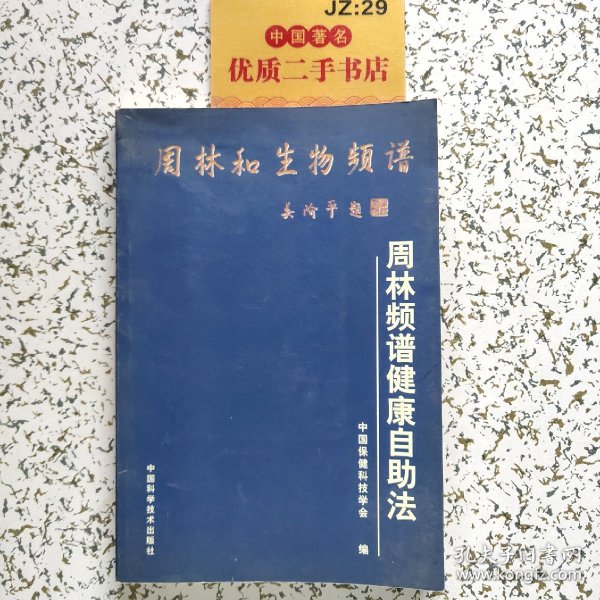 JZ:29
中国著名
优质二手书店
周林和生物频谱
吴阶平题
周林频谱健康自助法
中国保健科技学会 编
中国科学技术出版社
孔夫子旧书网
www.kongfz.com